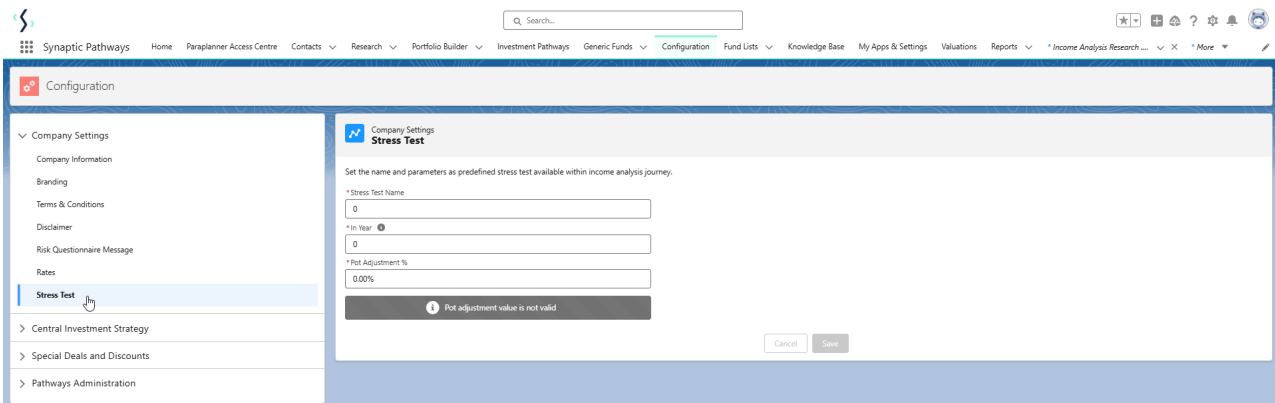 Search...
Synaptic Pathways
Home
Paraplanner Access Centre
Contacts
Research
Portfolio Builder
Investment Pathways
Generic Funds
Configuration
Fund Lists
Knowledge Base
My Apps & Settings
Valuations
Reports
* Income Analysis Research ....
* More
Configuration
Company Settings
Company Information
Branding
Terms & Conditions
Disclaimer
Risk Questionnaire Message
Rates
Stress Test
Central Investment Strategy
Special Deals and Discounts
Pathways Administration
Company Settings
Stress Test
Set the name and parameters as predefined stress test available within income analysis journey.
* Stress Test Name
0
* In Year
0
* Pot Adjustment %
0.00%
Pot adjustment value is not valid
Cancel
Save